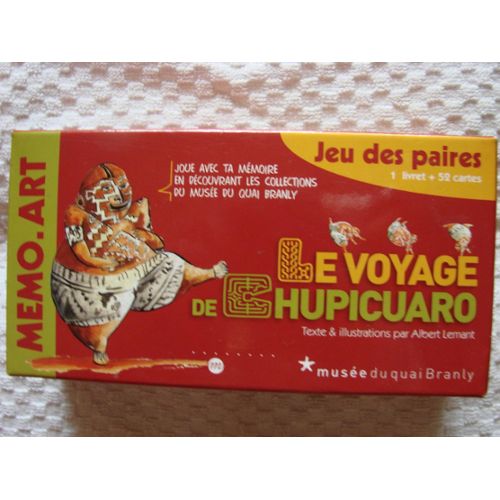 MEMO.ART
JOUE AVEC TA MÉMOIRE
EN DÉCOUVRANT LES COLLECTIONS
DU MUSÉE DU QUAI BRANLY
Jeu des paires
1 livret + 52 cartes
LE VOYAGE
DE CHUPICUARO
Texte & illustrations par Albert Lemant
musée du quai Branly